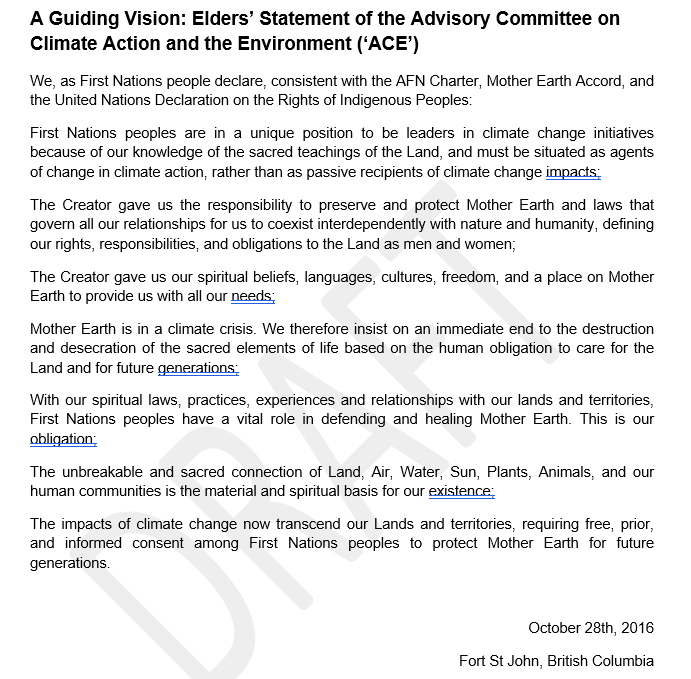 A Guiding Vision: Elders’ Statement of the Advisory Committee on
Climate Action and the Environment (‘ACE’)
We, as First Nations people declare, consistent with the AFN Charter, Mother Earth Accord, and
the United Nations Declaration on the Rights of Indigenous Peoples:
First Nations peoples are in a unique position to be leaders in climate change initiatives
because of our knowledge of the sacred teachings of the Land, and must be situated as agents
of change in climate action, rather than as passive recipients of climate change impacts;
The Creator gave us the responsibility to preserve and protect Mother Earth and laws that
govern all our relationships for us to coexist interdependently with nature and humanity, defining
our rights, responsibilities, and obligations to the Land as men and women;
The Creator gave us our spiritual beliefs, languages, cultures, freedom, and a place on Mother
Earth to provide us with all our needs;
Mother Earth is in a climate crisis. We therefore insist on an immediate end to the destruction
and desecration of the sacred elements of life based on the human obligation to care for the
Land and for future generations;
With our spiritual laws, practices, experiences and relationships with our lands and territories,
First Nations peoples have a vital role in defending and healing Mother Earth. This is our
obligation;
The unbreakable and sacred connection of Land, Air, Water, Sun, Plants, Animals, and our
human communities is the material and spiritual basis for our existence;
The impacts of climate change now transcend our Lands and territories, requiring free, prior,
and informed consent among First Nations peoples to protect Mother Earth for future
generations.
October 28th, 2016
Fort St John, British Columbia
DRAFT